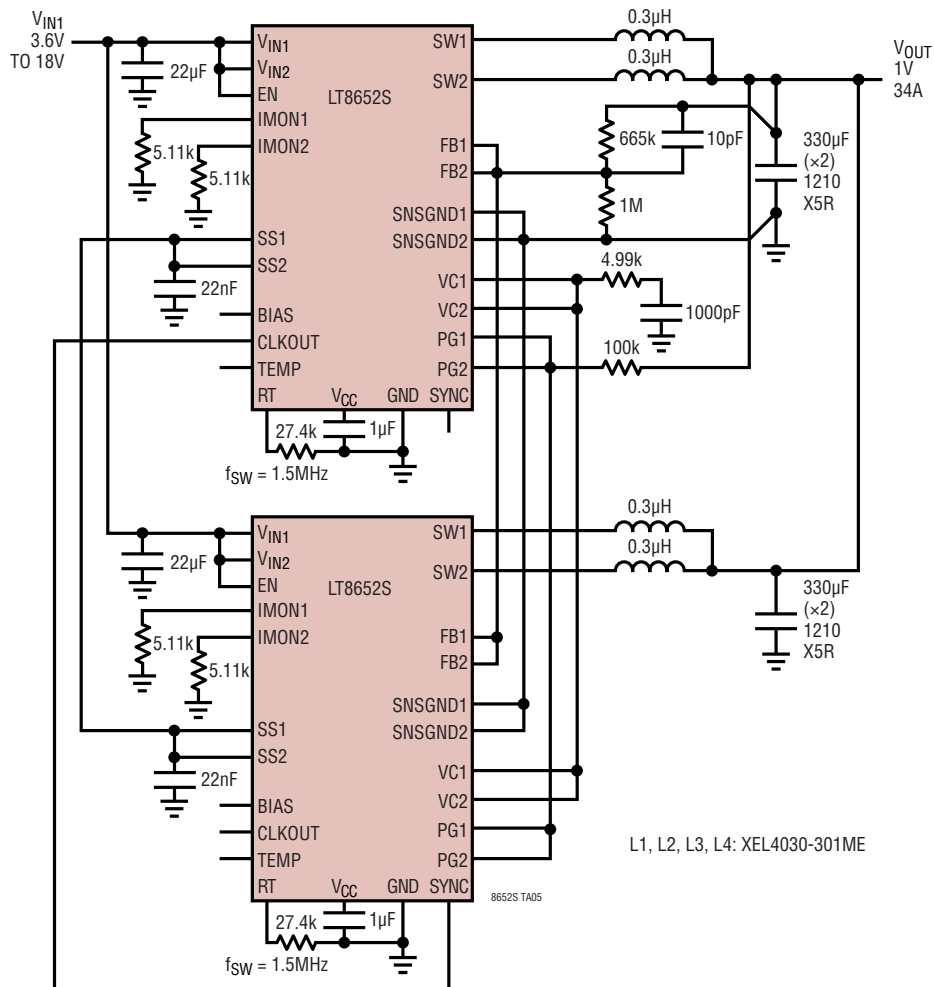 VIN1
3.6V
TO 18V
22µF
5.11k
5.11k
22nF
VIN1
VIN2
EN
IMON1
IMON2
SS1
SS2
BIAS
CLKOUT
TEMP
RT
VCC
GND
SYNC
LT8652S
SW1
SW2
FB1
FB2
SNSGND1
SNSGND2
VC1
VC2
PG1
PG2
0.3µH
0.3µH
VOUT
1V
34A
665k
10pF
1M
330µF
(×2)
1210
X5R
4.99k
1000pF
100k
27.4k
1µF
fSW = 1.5MHz
22µF
5.11k
5.11k
22nF
VIN1
VIN2
EN
IMON1
IMON2
SS1
SS2
BIAS
CLKOUT
TEMP
RT
VCC
GND
SYNC
LT8652S
SW1
SW2
FB1
FB2
SNSGND1
SNSGND2
VC1
VC2
PG1
PG2
0.3µH
0.3µH
330µF
(×2)
1210
X5R
L1, L2, L3, L4: XEL4030-301ME
8652S TA05
27.4k
1µF
fSW = 1.5MHz